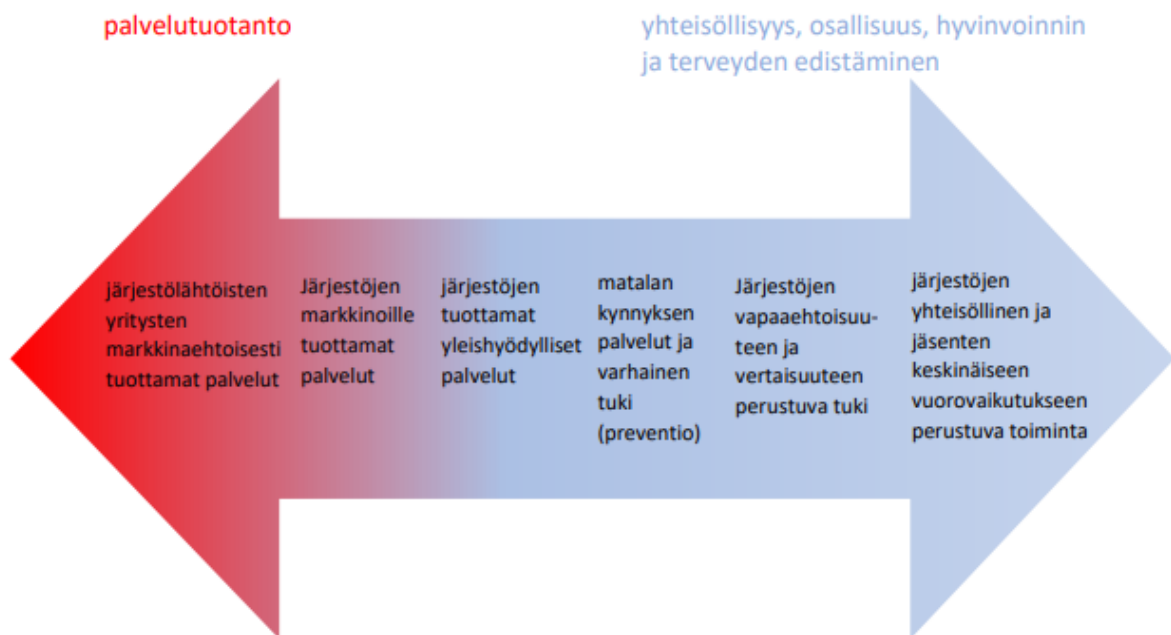 palvelutuotanto
yhteisöllisyys, osallisuus, hyvinvoinnin
ja terveyden edistäminen
järjestölähtöisten
yritysten
markkinaehtoisesti
tuottamat palvelut
Järjestöjen
markkinoille
tuottamat
palvelut
järjestöjen
tuottamat
yleishyödylliset
palvelut
matalan
kynnyksen
palvelut ja
varhainen
tuki
(preventio)
Järjestöjen
vapaaehtoisuu-
teen ja
vertaisuuteen
perustuva tuki
järjestöjen
yhteisöllinen ja
jäsenten
keskinäiseen
vuorovaikutukseen
perustuva toiminta